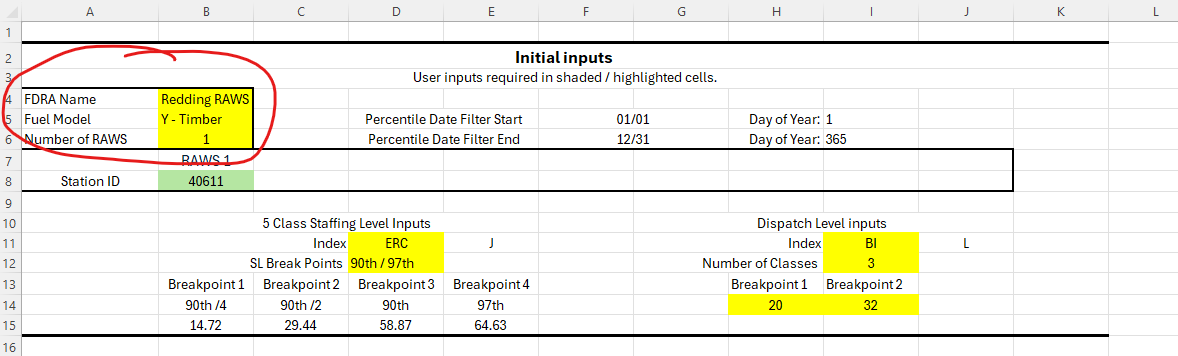 A B C D E F G H I J K L
1
2 Initial inputs
3 User inputs required in shaded / highlighted cells.
4 FDRA Name Redding RAWS
5 Fuel Model Y - Timber Percentile Date Filter Start 01/01 Day of Year: 1
6 Number of RAWS 1 Percentile Date Filter End 12/31 Day of Year: 365
7 RAWS 1
8 Station ID 40611
9
10 5 Class Staffing Level Inputs Dispatch Level inputs
11 Index ERC J Index BI L
12 SL Break Points 90th / 97th Number of Classes 3
13 Breakpoint 1 Breakpoint 2 Breakpoint 3 Breakpoint 4 Breakpoint 1 Breakpoint 2
14 90th /4 90th /2 90th 97th 20 32
15 14.72 29.44 58.87 64.63
16